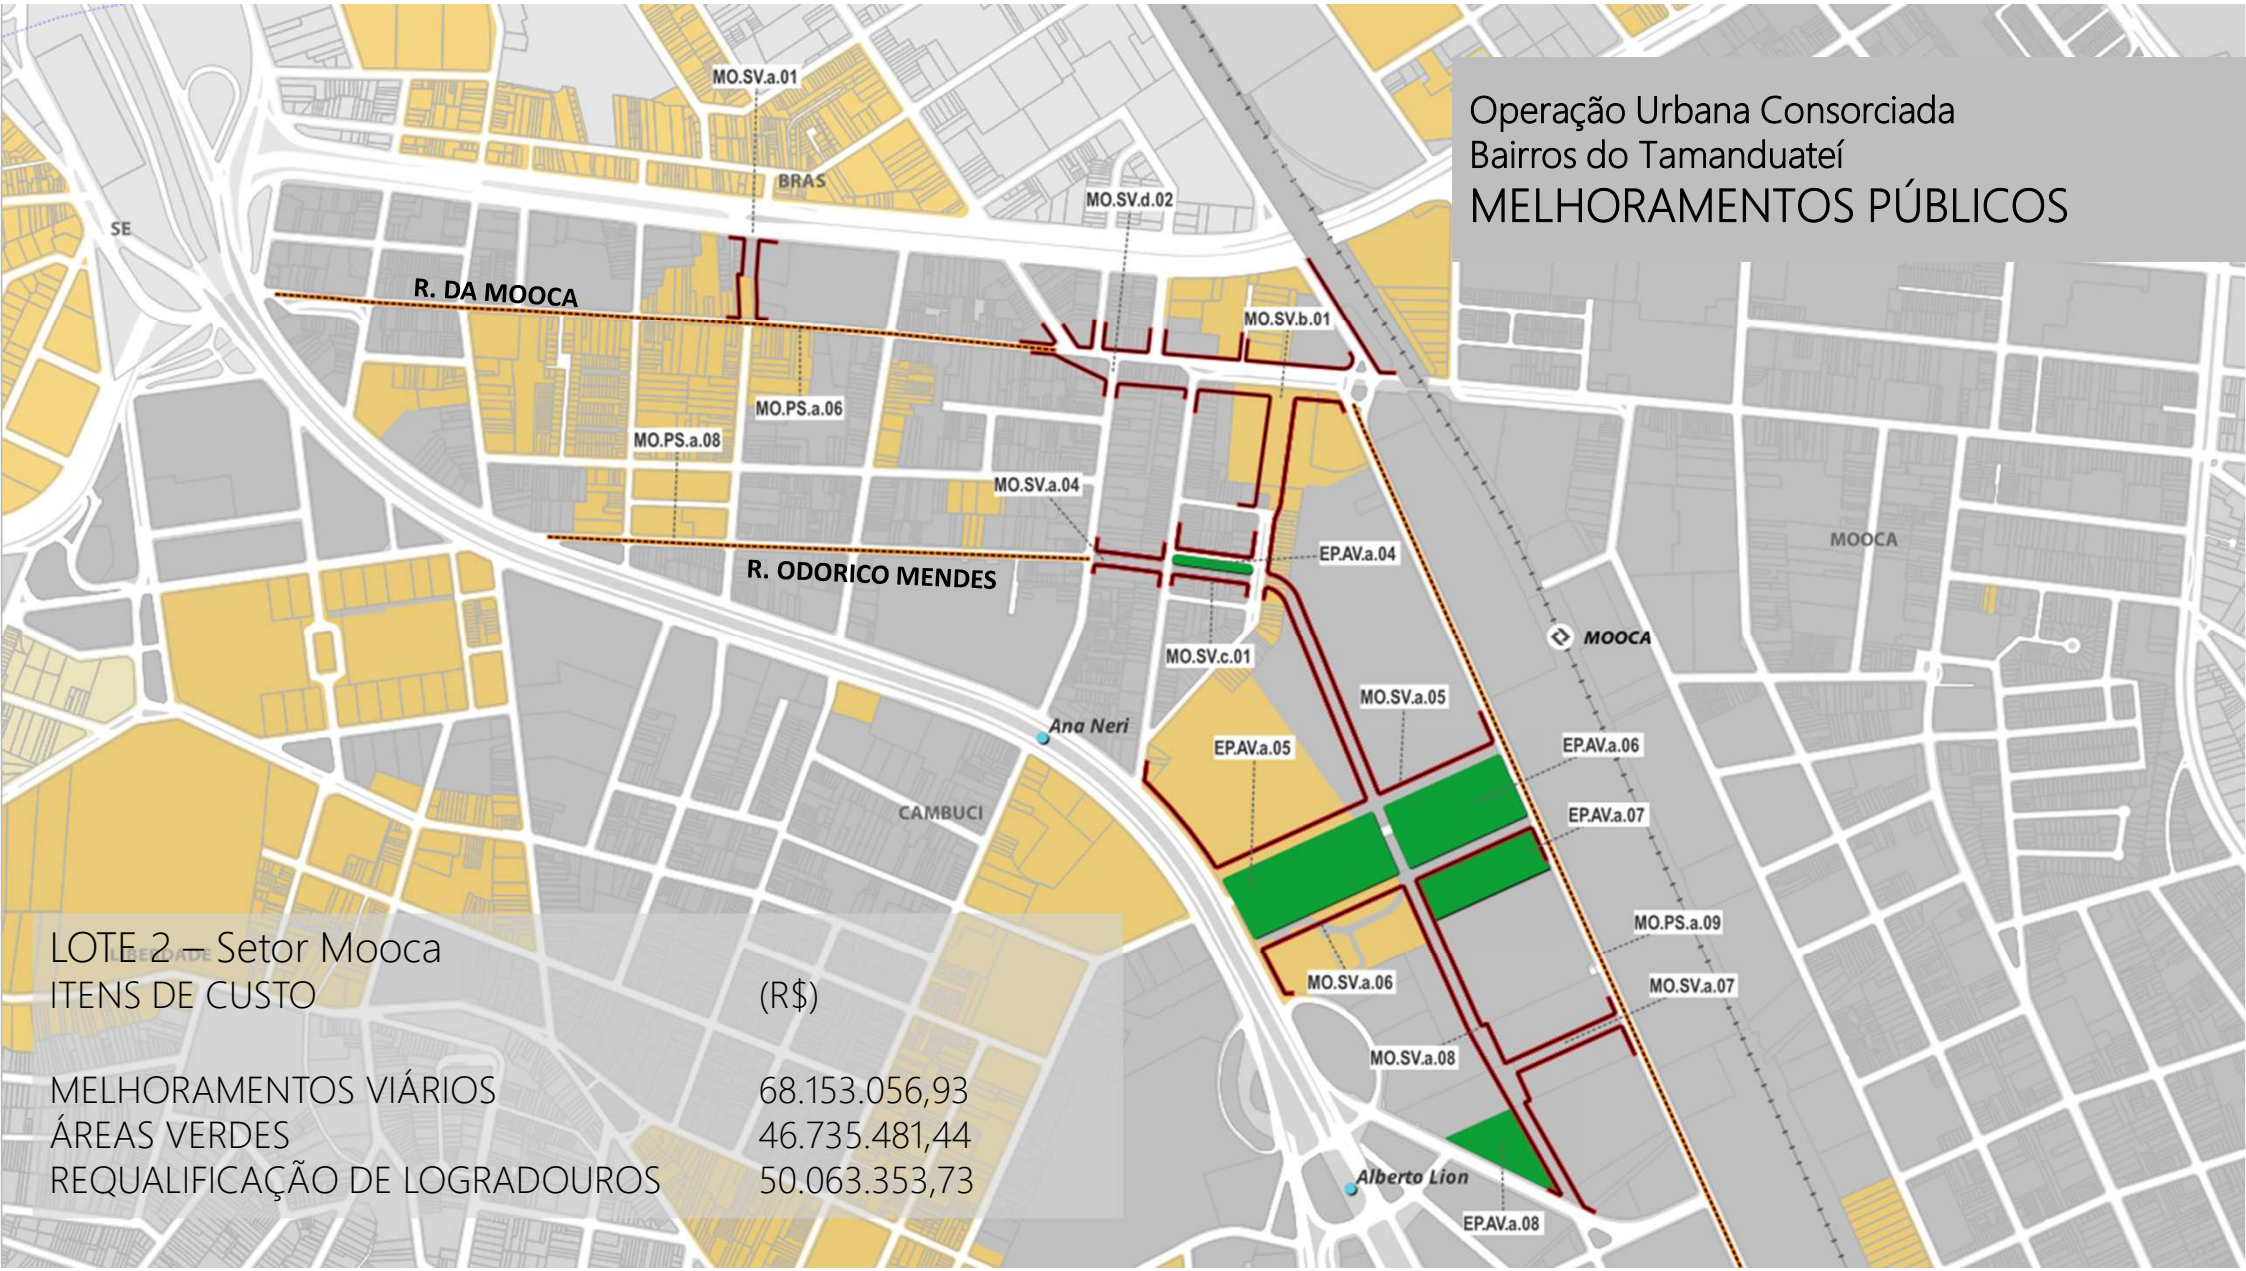 MO.SV.a.01
Operação Urbana Consorciada
Bairros do Tamanduateí
MELHORAMENTOS PÚBLICOS
BRAS
MO.SV.d.02
SE
R. DA MOOCA
MO.SV.b.01
MO.PS.a.06
MO.PS.a.08
MO.SV.a.04
MOOCA
EP.AV.a.04
R. ODORICO MENDES
MOOCA
MO.SV.c.01
MO.SV.a.05
Ana Neri
EP.AV.a.05
EP.AV.a.06
CAMBUCI
EP.AV.a.07
MO.PS.a.09
LIBERDADE
LOTE 2 – Setor Mooca
MO.SV.a.06
MO.SV.a.07
ITENS DE CUSTO (R$)
MO.SV.a.08
MELHORAMENTOS VIÁRIOS 68.153.056,93
ÁREAS VERDES 46.735.481,44
REQUALIFICAÇÃO DE LOGRADOUROS 50.063.353,73
Alberto Lion
EP.AV.a.08